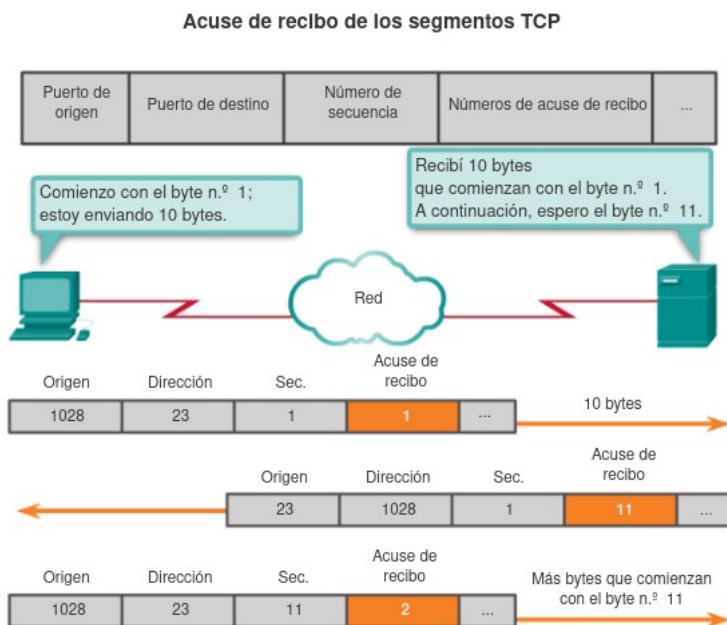 Acuse de recibo de los segmentos TCP
Puerto de origen
Puerto de destino
Número de secuencia
Números de acuse de recibo
...
Comienzo con el byte n.º 1;
estoy enviando 10 bytes.
Recibí 10 bytes
que comienzan con el byte n.º 1.
A continuación, espero el byte n.º 11.
Red
Origen Dirección Sec. Acuse de recibo
1028 23 1 1 ...
10 bytes
Origen Dirección Sec. Acuse de recibo
23 1028 1 11 ...
Origen Dirección Sec. Acuse de recibo
1028 23 11 2 ...
Más bytes que comienzan
con el byte n.º 11